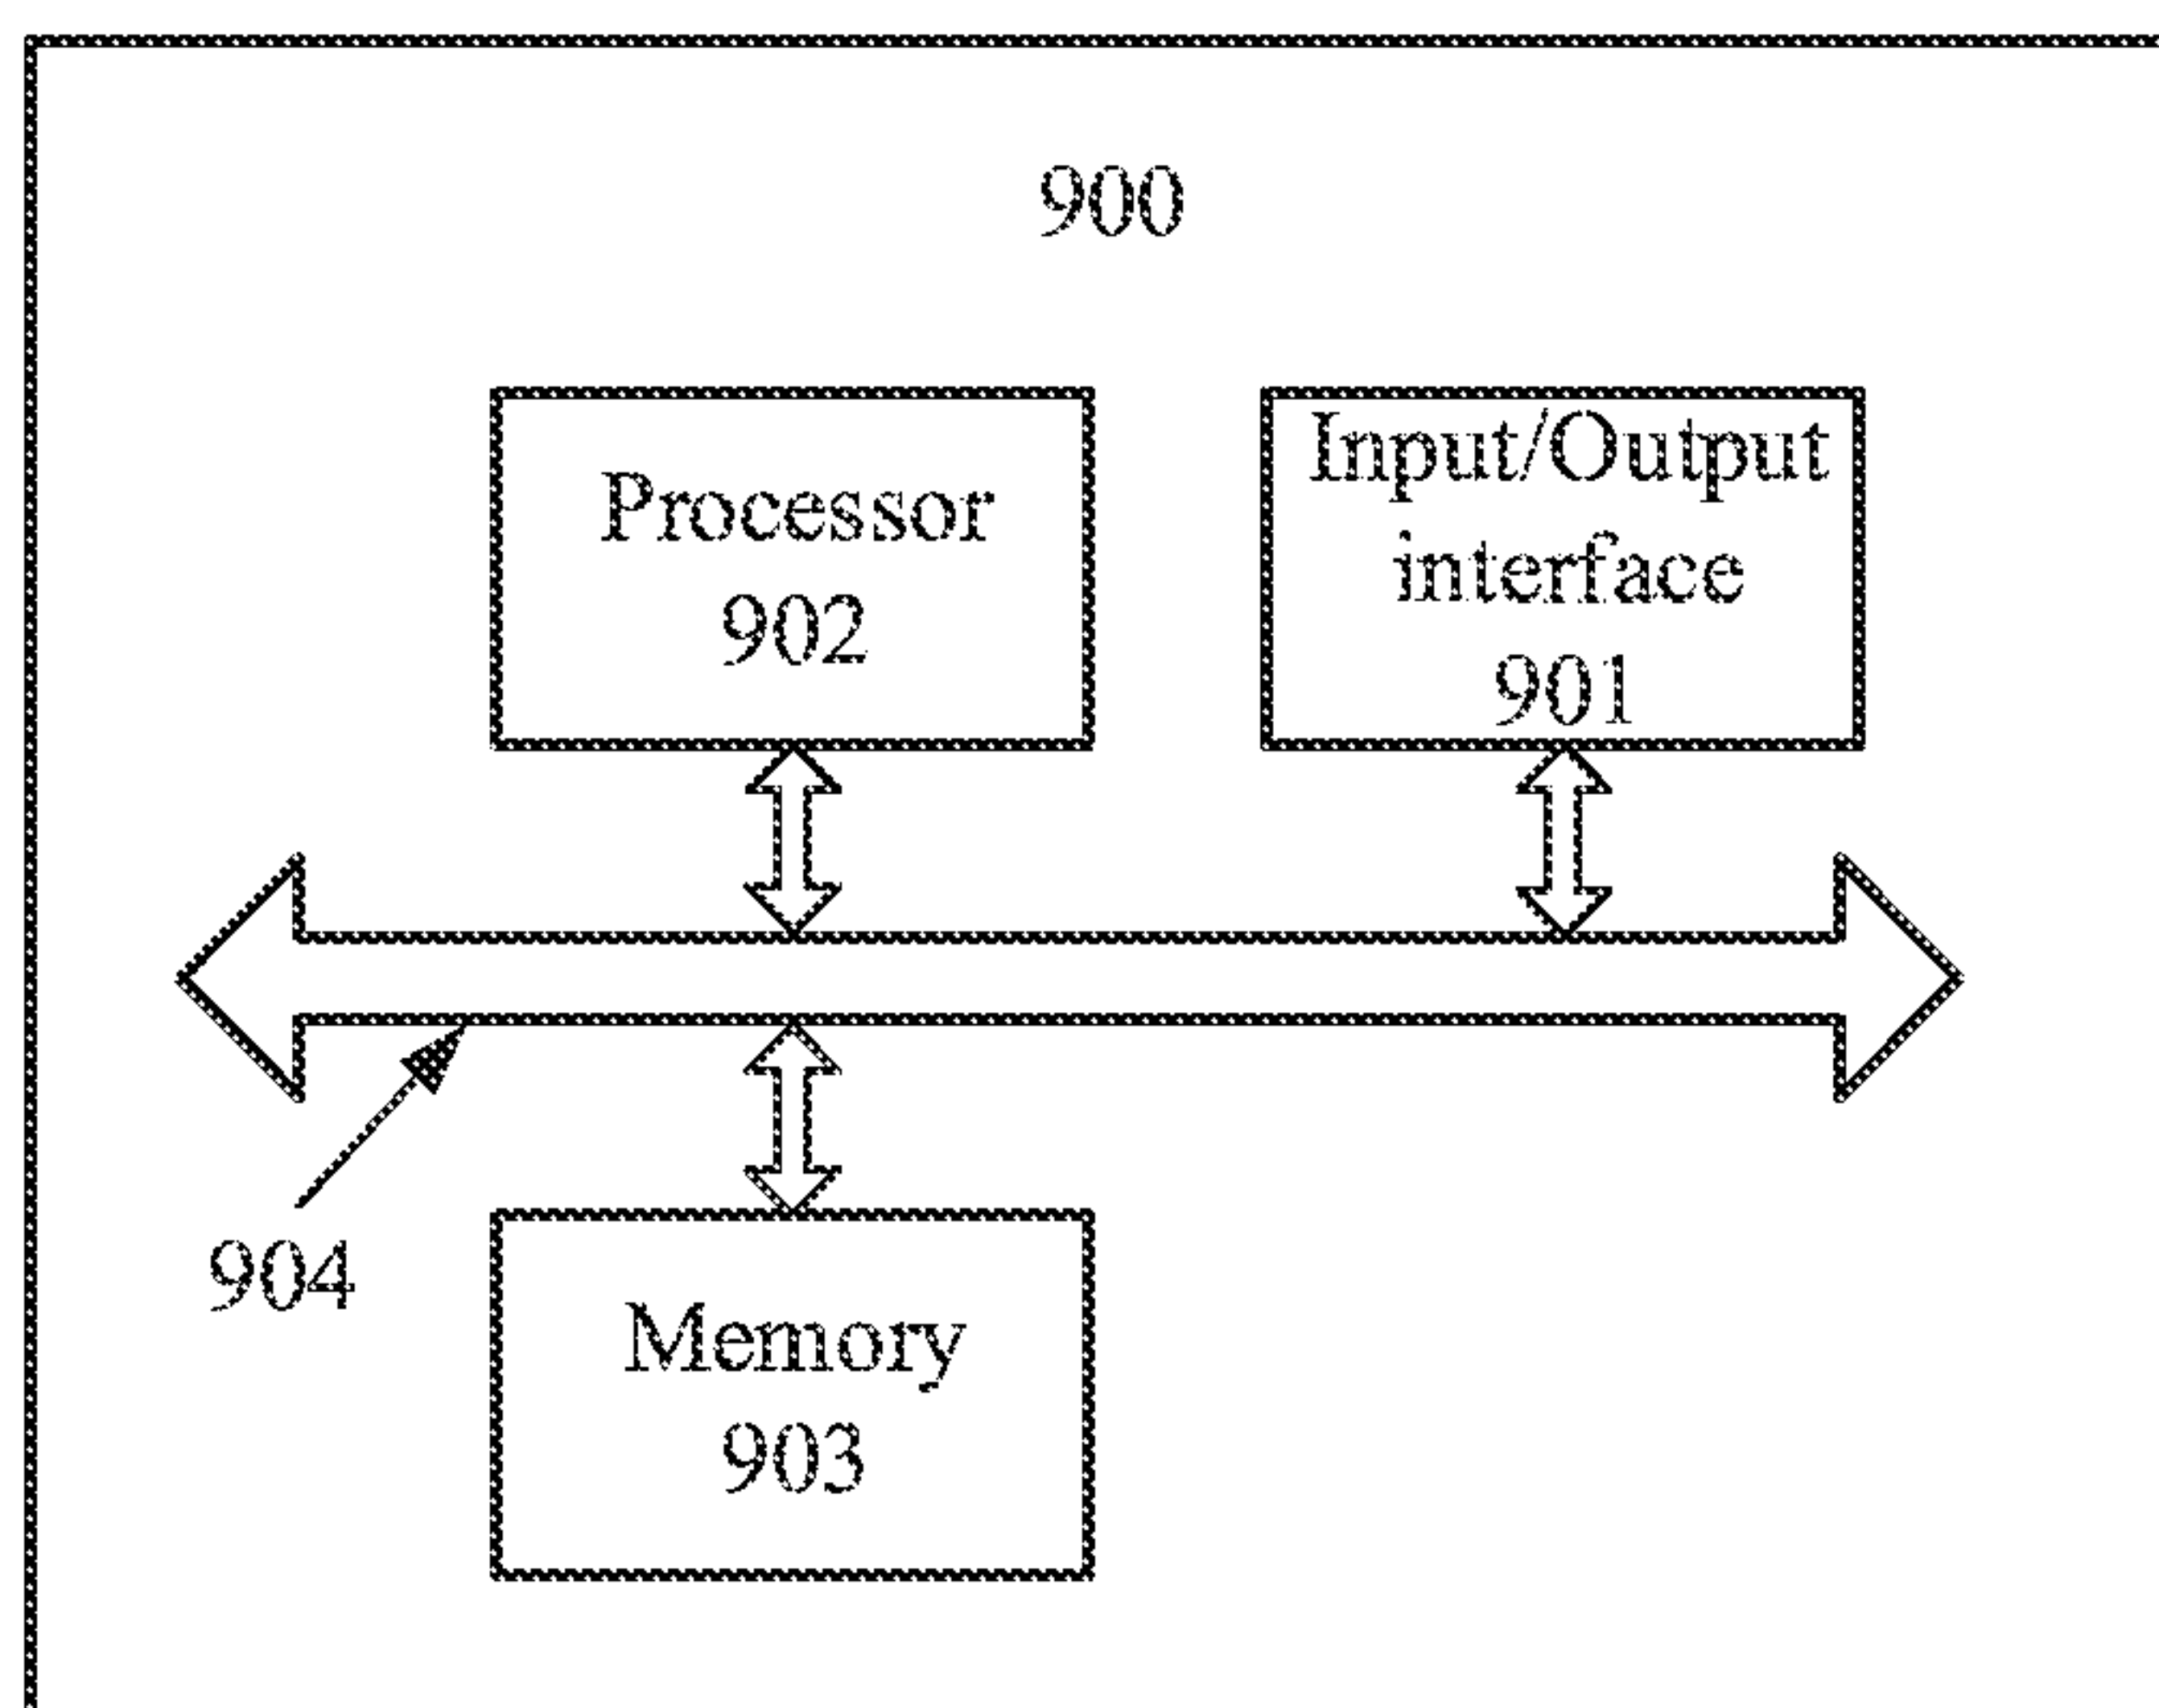 900
Processor
902
Input/Output
interface
901
904
Memory
903